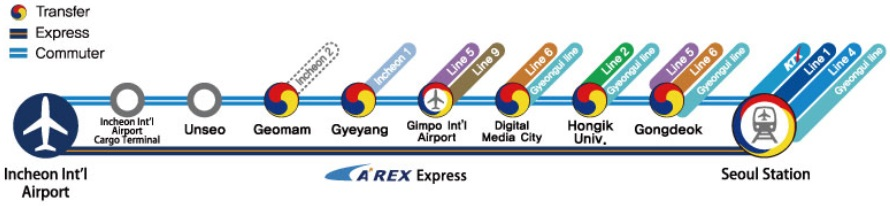 Transfer
Express
Commuter
Incheon 2
Incheon 1
Line 5
Line 9
Line 6
Gyeongui line
Line 2
Gyeongui line
Line 5
Line 6
Gyeongui line
KTX
Line 1
Line 4
Gyeongui line
Incheon Int'l
Airport
Cargo Terminal
Unseo
Geomam
Gyeyang
Gimpo Int'l
Airport
Digital
Media City
Hongik
Univ.
Gongdeok
Incheon Int'l
Airport
A'REX Express
Seoul Station